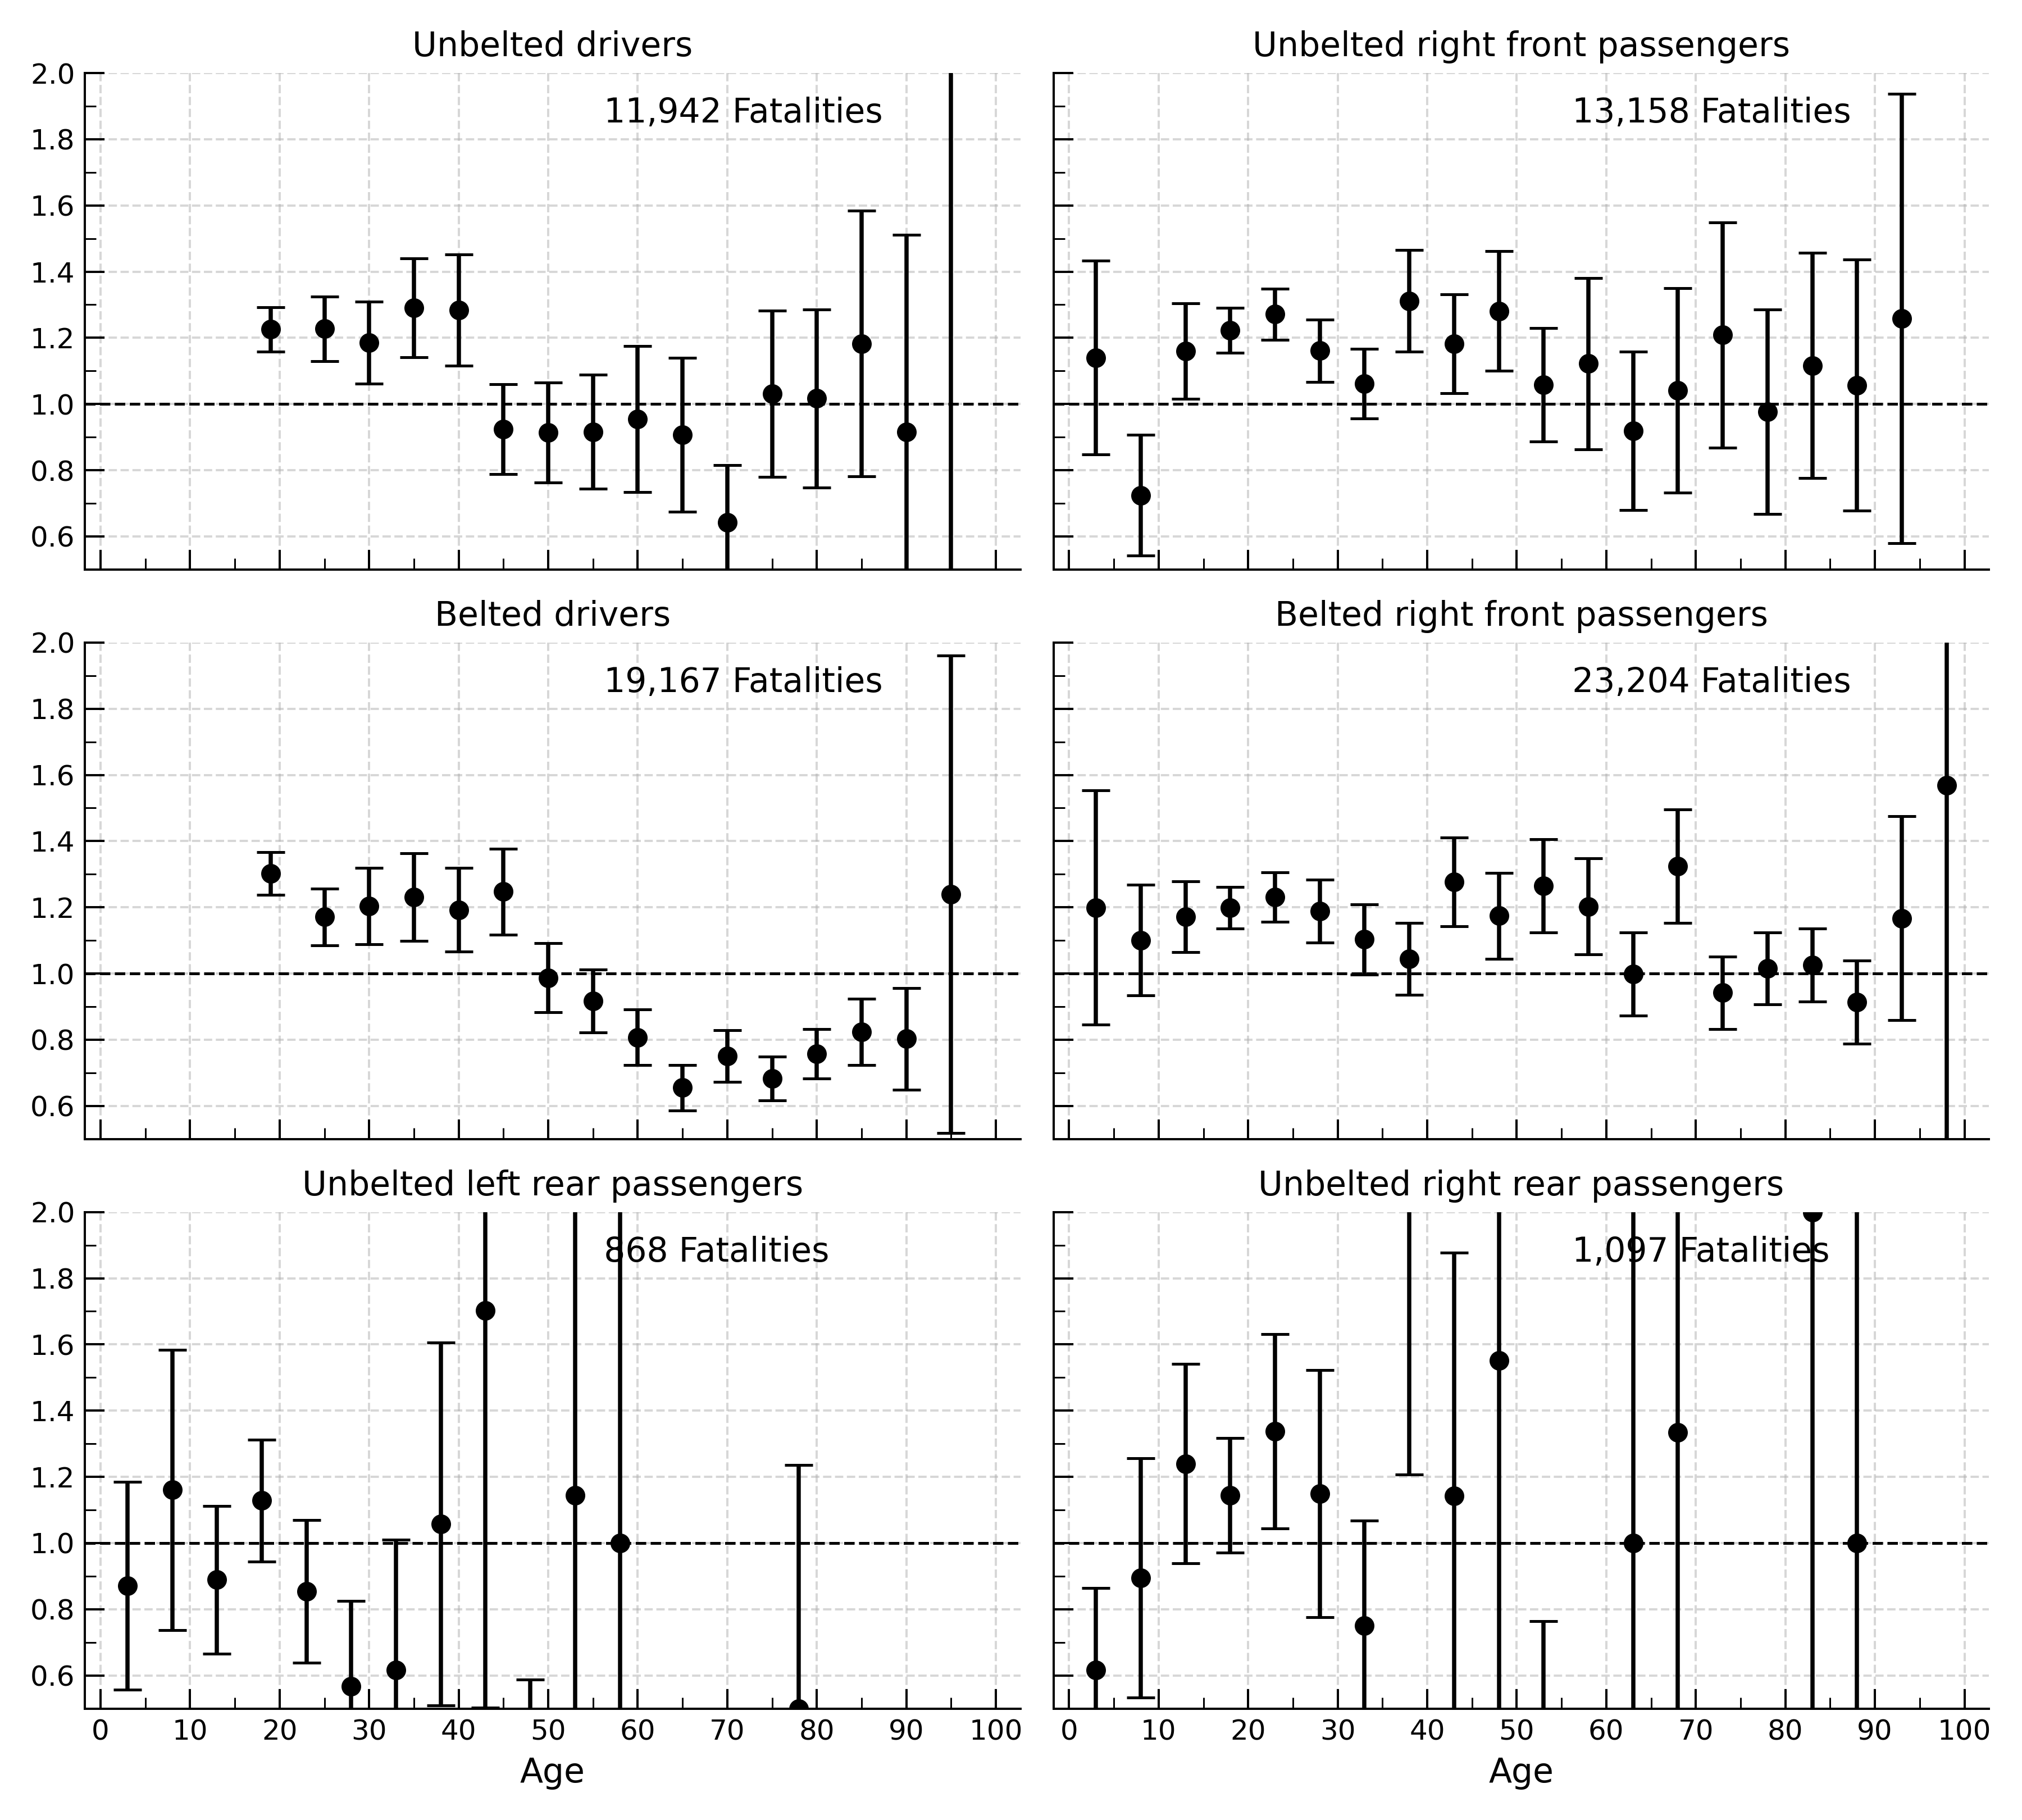 Unbelted drivers
Unbelted right front passengers
2.0
1.8
1.6
1.4
1.2
1.0
0.8
0.6
11,942 Fatalities
13,158 Fatalities
Belted drivers
Belted right front passengers
2.0
1.8
1.6
1.4
1.2
1.0
0.8
0.6
19,167 Fatalities
23,204 Fatalities
Unbelted left rear passengers
Unbelted right rear passengers
2.0
1.8
1.6
1.4
1.2
1.0
0.8
0.6
868 Fatalities
1,097 Fatalities
0 10 20 30 40 50 60 70 80 90 100
0 10 20 30 40 50 60 70 80 90 100
Age
Age